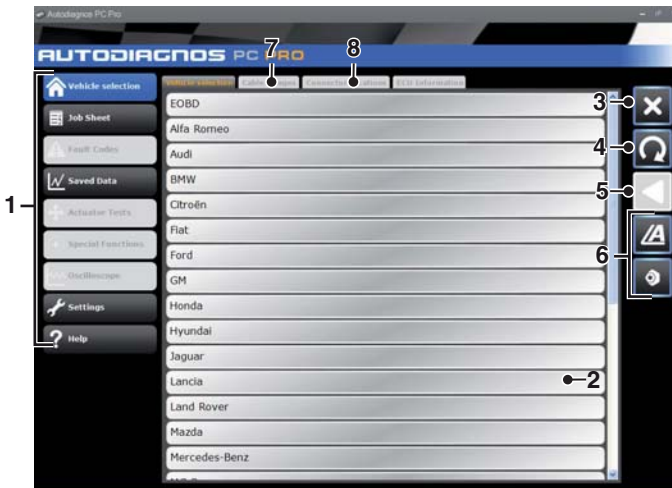 Autodiagnos PC Pro
AUTODIAGNOS PC PRO
7
8
Vehicle selection
Cable
Connector
ECU Information
1
Vehicle selection
Job Sheet
Fault Codes
Saved Data
Actuator Tests
Special Functions
Oscilloscope
Settings
Help
EOBD
Alfa Romeo
Audi
BMW
Citroën
Fiat
Ford
GM
Honda
Hyundai
Jaguar
Lancia
Land Rover
Mazda
Mercedes-Benz
2
3
4
5
6